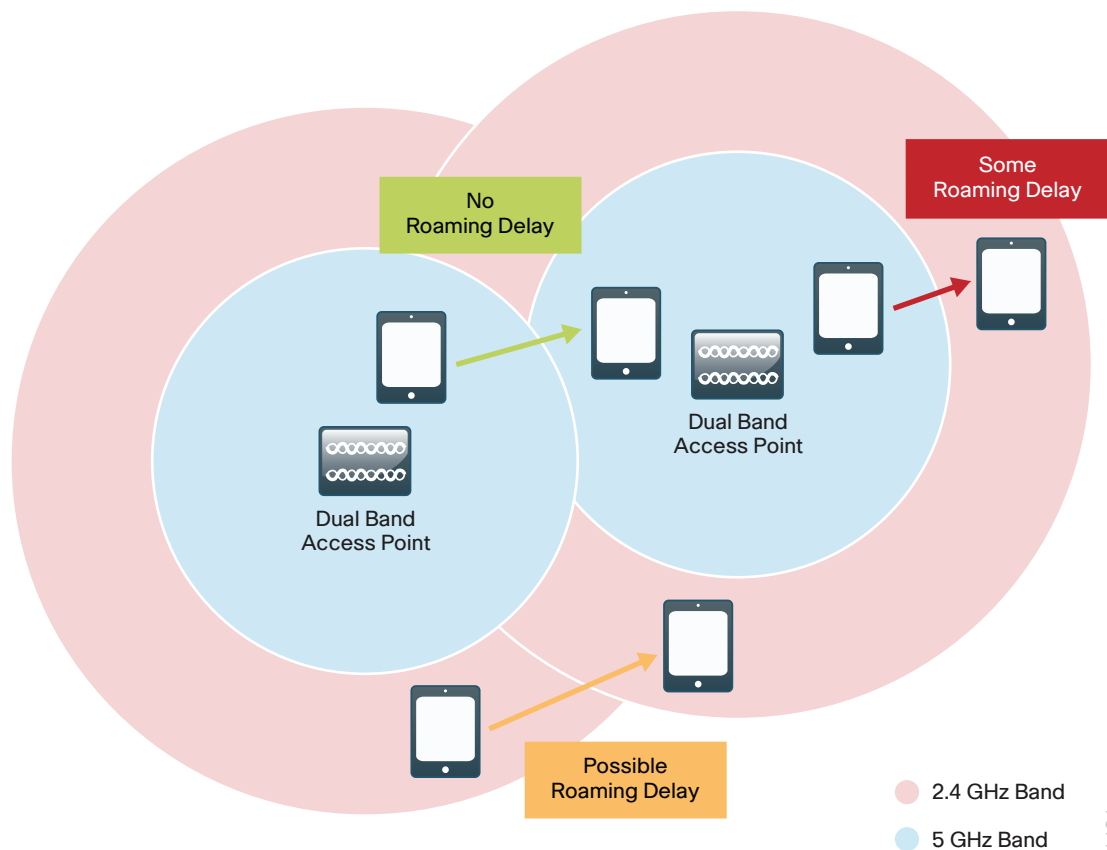 Some
Roaming Delay
No
Roaming Delay
Dual Band
Access Point
Dual Band
Access Point
Possible
Roaming Delay
2.4 GHz Band
5 GHz Band